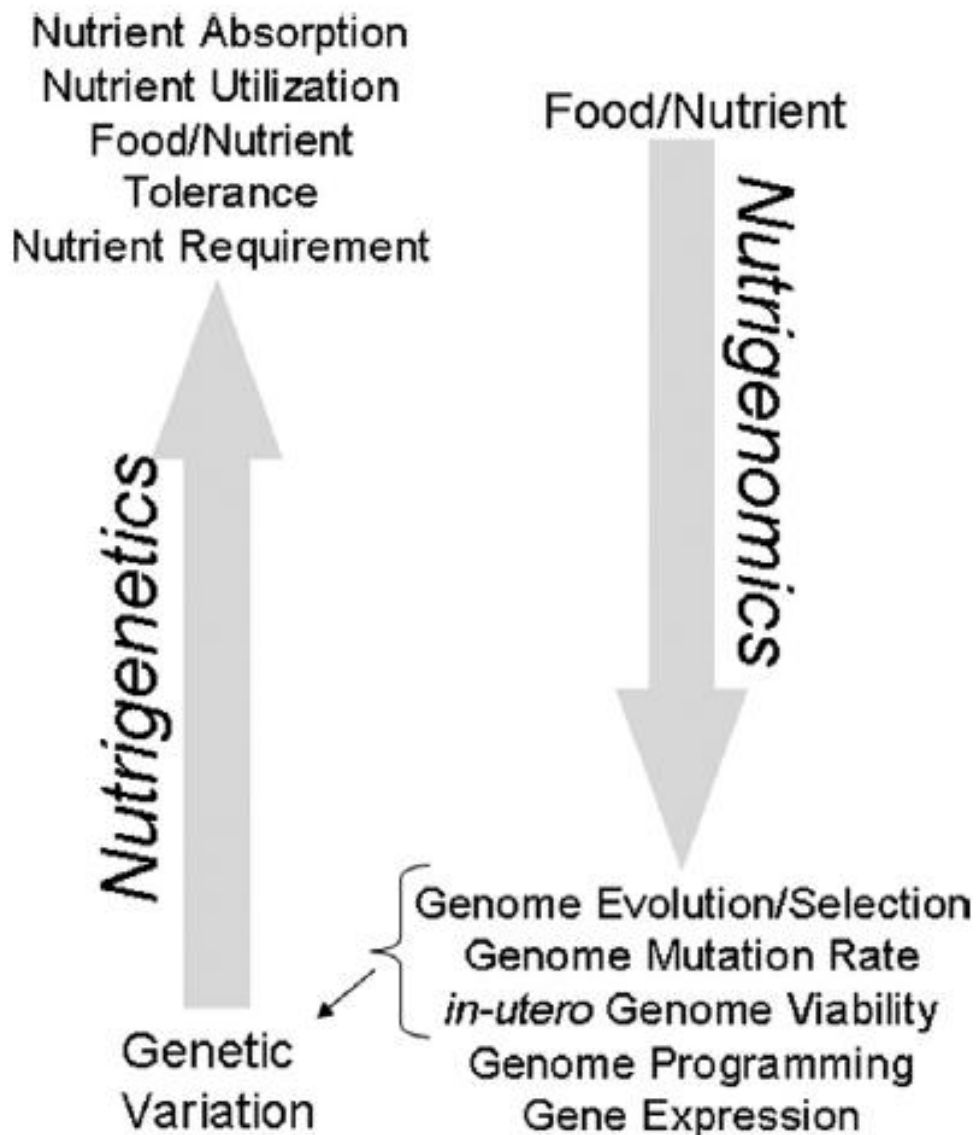 Nutrient Absorption
Nutrient Utilization
Food/Nutrient
Tolerance
Nutrient Requirement
Nutrigenetics
Genetic
Variation
Food/Nutrient
Nutrigenomics
Genome Evolution/Selection
Genome Mutation Rate
in-utero Genome Viability
Genome Programming
Gene Expression